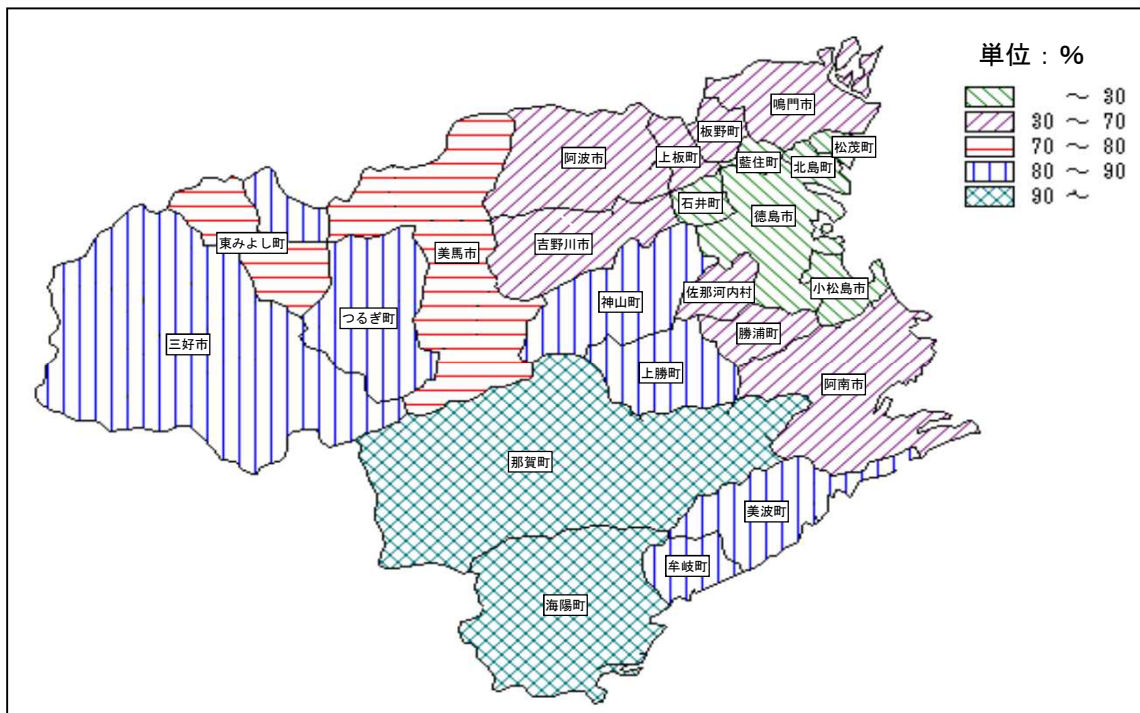 単位：%
～ 30
30 ～ 70
70 ～ 80
80 ～ 90
90 ～
鳴門市
板野町
松茂町
阿波市
上板町
藍住町
北島町
石井町
徳島市
東みよし町
美馬市
吉野川市
小松島市
佐那河内村
神山町
つるぎ町
勝浦町
三好市
上勝町
阿南市
那賀町
美波町
牟岐町
海陽町